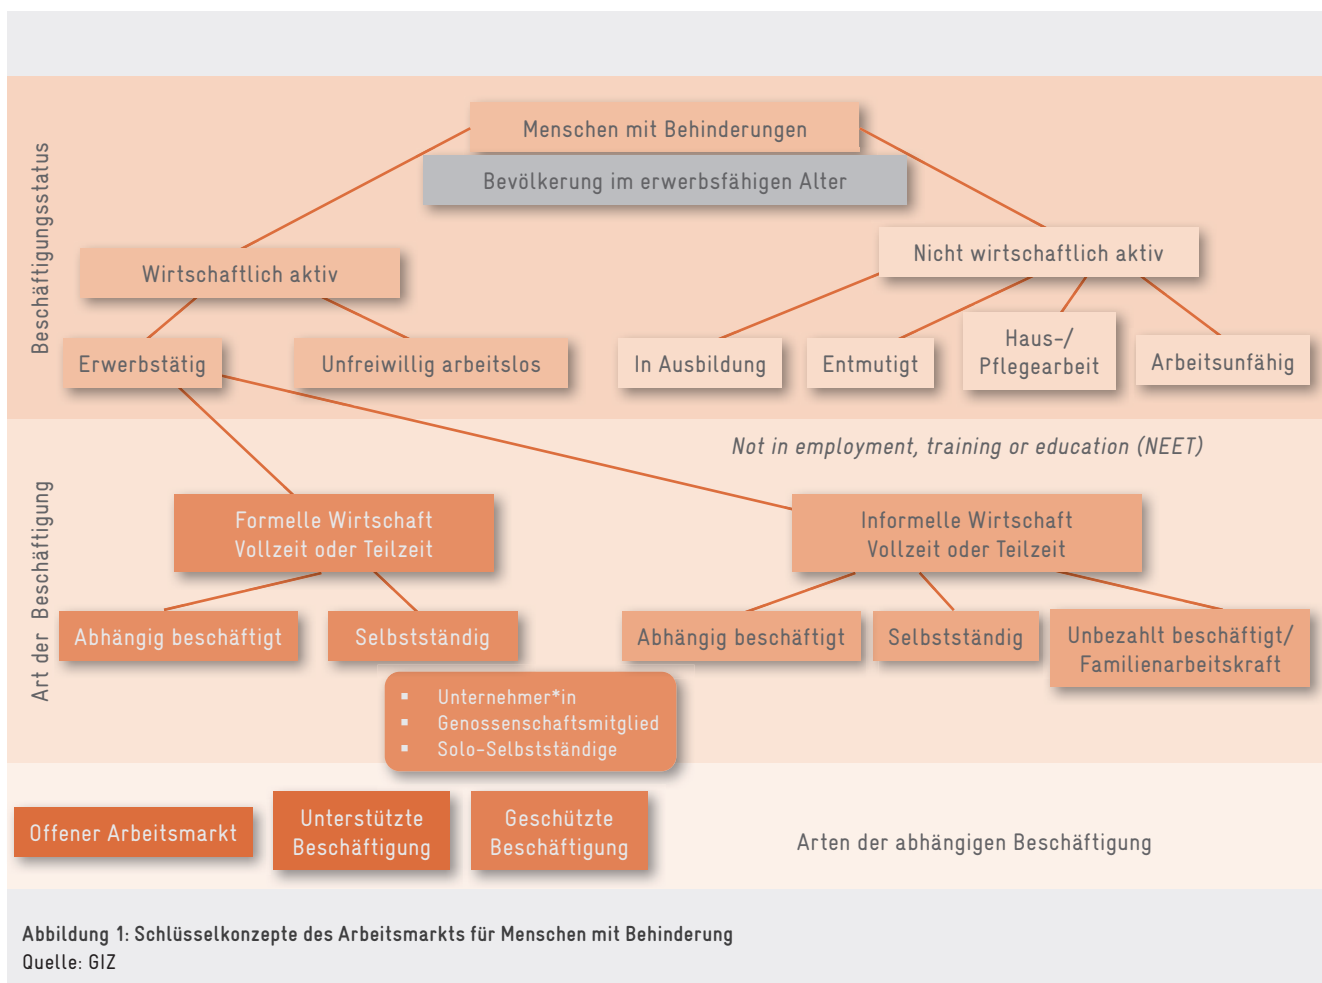 Beschäftigungsstatus
Menschen mit Behinderungen
Bevölkerung im erwerbsfähigen Alter
Wirtschaftlich aktiv
Nicht wirtschaftlich aktiv
Erwerbstätig
Unfreiwillig arbeitslos
In Ausbildung
Entmutigt
Haus-/
Pflegearbeit
Arbeitsunfähig
Not in employment, training or education (NEET)
Art der Beschäftigung
Formelle Wirtschaft
Vollzeit oder Teilzeit
Informelle Wirtschaft
Vollzeit oder Teilzeit
Abhängig beschäftigt
Selbstständig
Abhängig beschäftigt
Selbstständig
Unbezahlt beschäftigt/
Familienarbeitskraft
▪ Unternehmer*in
▪ Genossenschaftsmitglied
▪ Solo-Selbstständige
Offener Arbeitsmarkt
Unterstützte
Beschäftigung
Geschützte
Beschäftigung
Arten der abhängigen Beschäftigung
Abbildung 1: Schlüsselkonzepte des Arbeitsmarkts für Menschen mit Behinderung
Quelle: GIZ